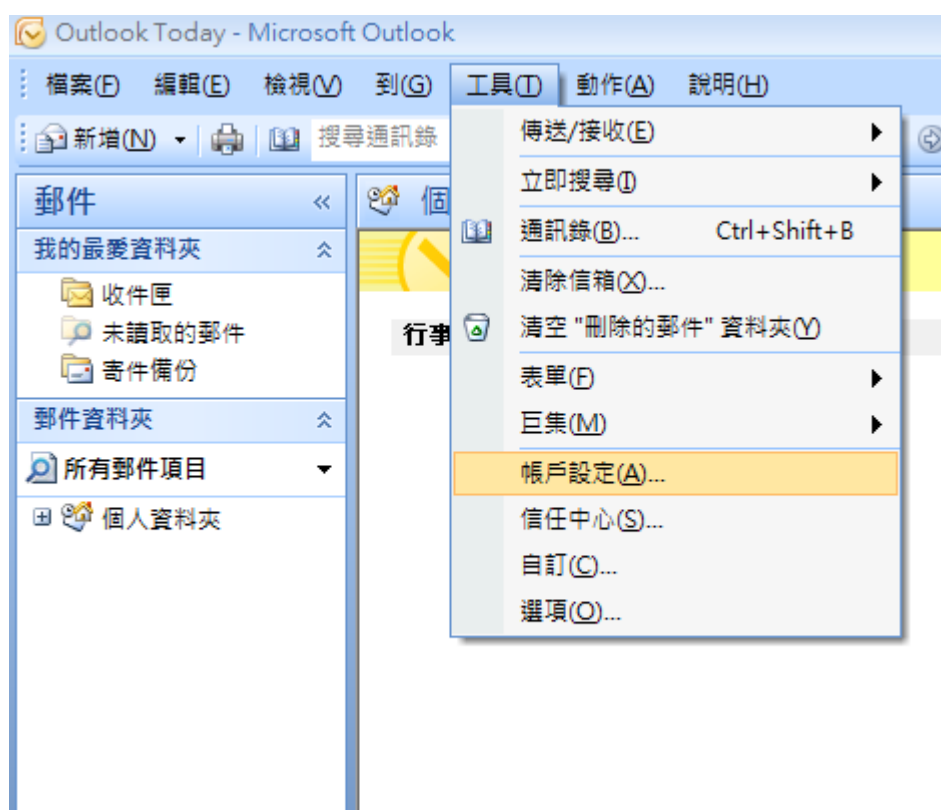 Outlook Today - Microsoft Outlook
檔案(F) 編輯(E) 檢視(V) 到(G) 工具(T) 動作(A) 說明(H)
新增(N) 搜尋通訊錄
郵件 «
個
我的最愛資料夾
收件匣
未讀取的郵件
寄件備份
郵件資料夾
所有郵件項目
個人資料夾
行事
傳送/接收(E)
立即搜尋(I)
通訊錄(B)... Ctrl+Shift+B
清除信箱(X)...
清空 "刪除的郵件" 資料夾(Y)
表單(F)
巨集(M)
帳戶設定(A)...
信任中心(S)...
自訂(C)...
選項(O)...